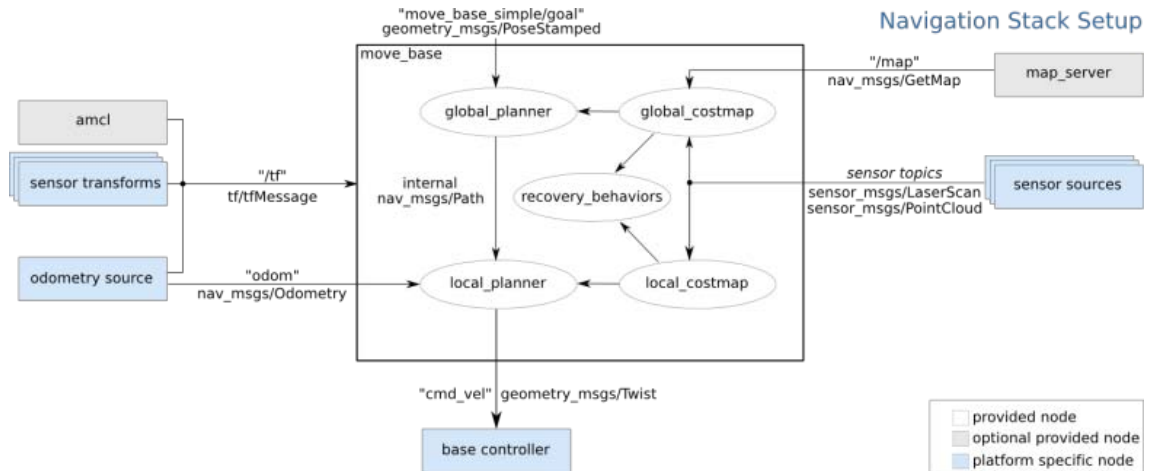 "move_base_simple/goal"
geometry_msgs/PoseStamped
Navigation Stack Setup
move_base
"/map"
nav_msgs/GetMap
map_server
amcl
global_planner
global_costmap
sensor transforms
"/tf"
tf/tfMessage
internal
nav_msgs/Path
recovery_behaviors
sensor topics
sensor_msgs/LaserScan
sensor_msgs/PointCloud
sensor sources
odometry source
"odom"
nav_msgs/Odometry
local_planner
local_costmap
"cmd_vel" geometry_msgs/Twist
base controller
provided node
optional provided node
platform specific node